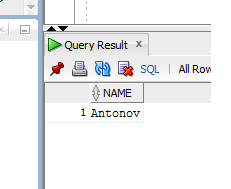 Query Result x
SQL | All Row
NAME
1 Antonov